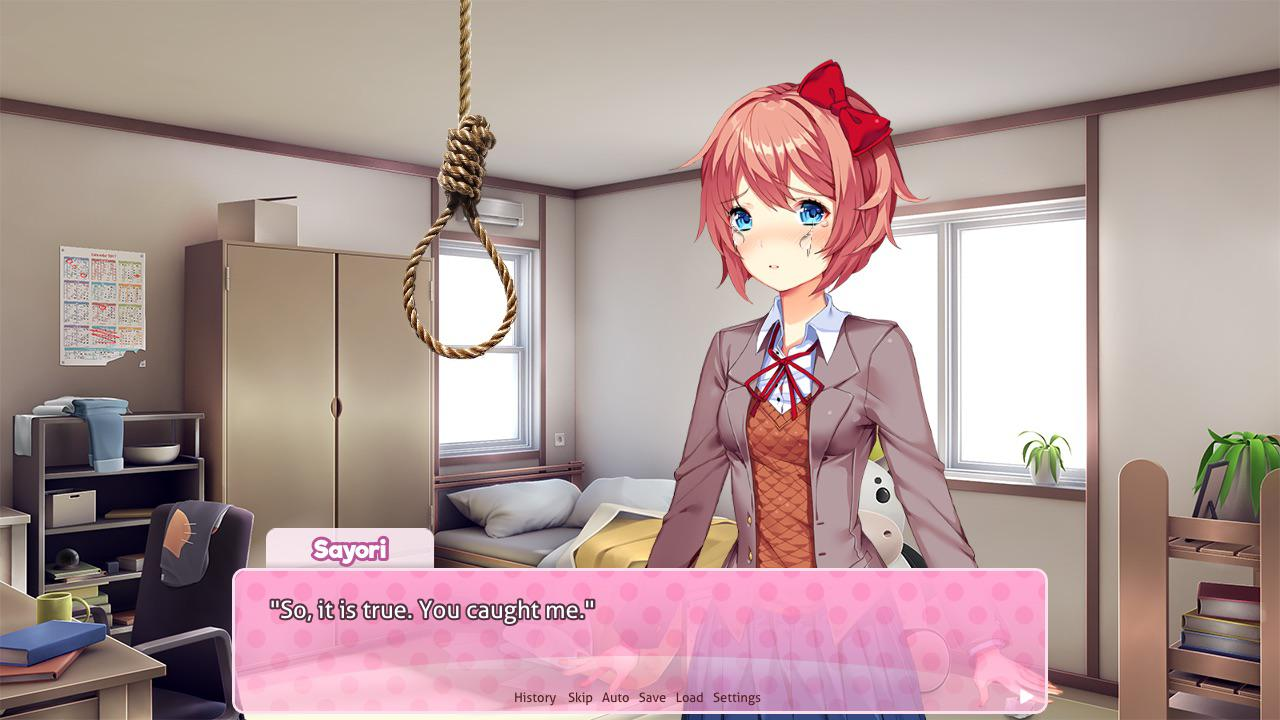 Sayori
"So, it is true. You caught me."
History Skip Auto Save Load Settings